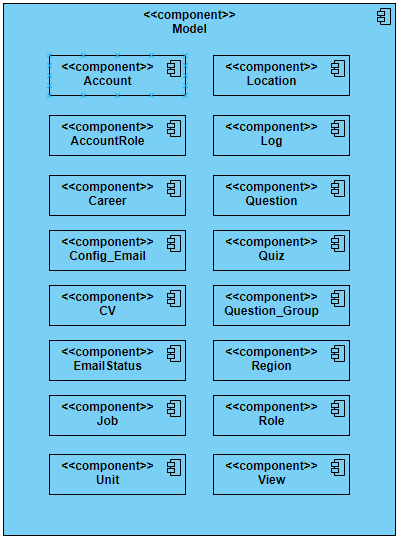 <<component>>
Model
<<component>>
Account
<<component>>
Location
<<component>>
AccountRole
<<component>>
Log
<<component>>
Career
<<component>>
Question
<<component>>
Config_Email
<<component>>
Quiz
<<component>>
CV
<<component>>
Question_Group
<<component>>
EmailStatus
<<component>>
Region
<<component>>
Job
<<component>>
Role
<<component>>
Unit
<<component>>
View